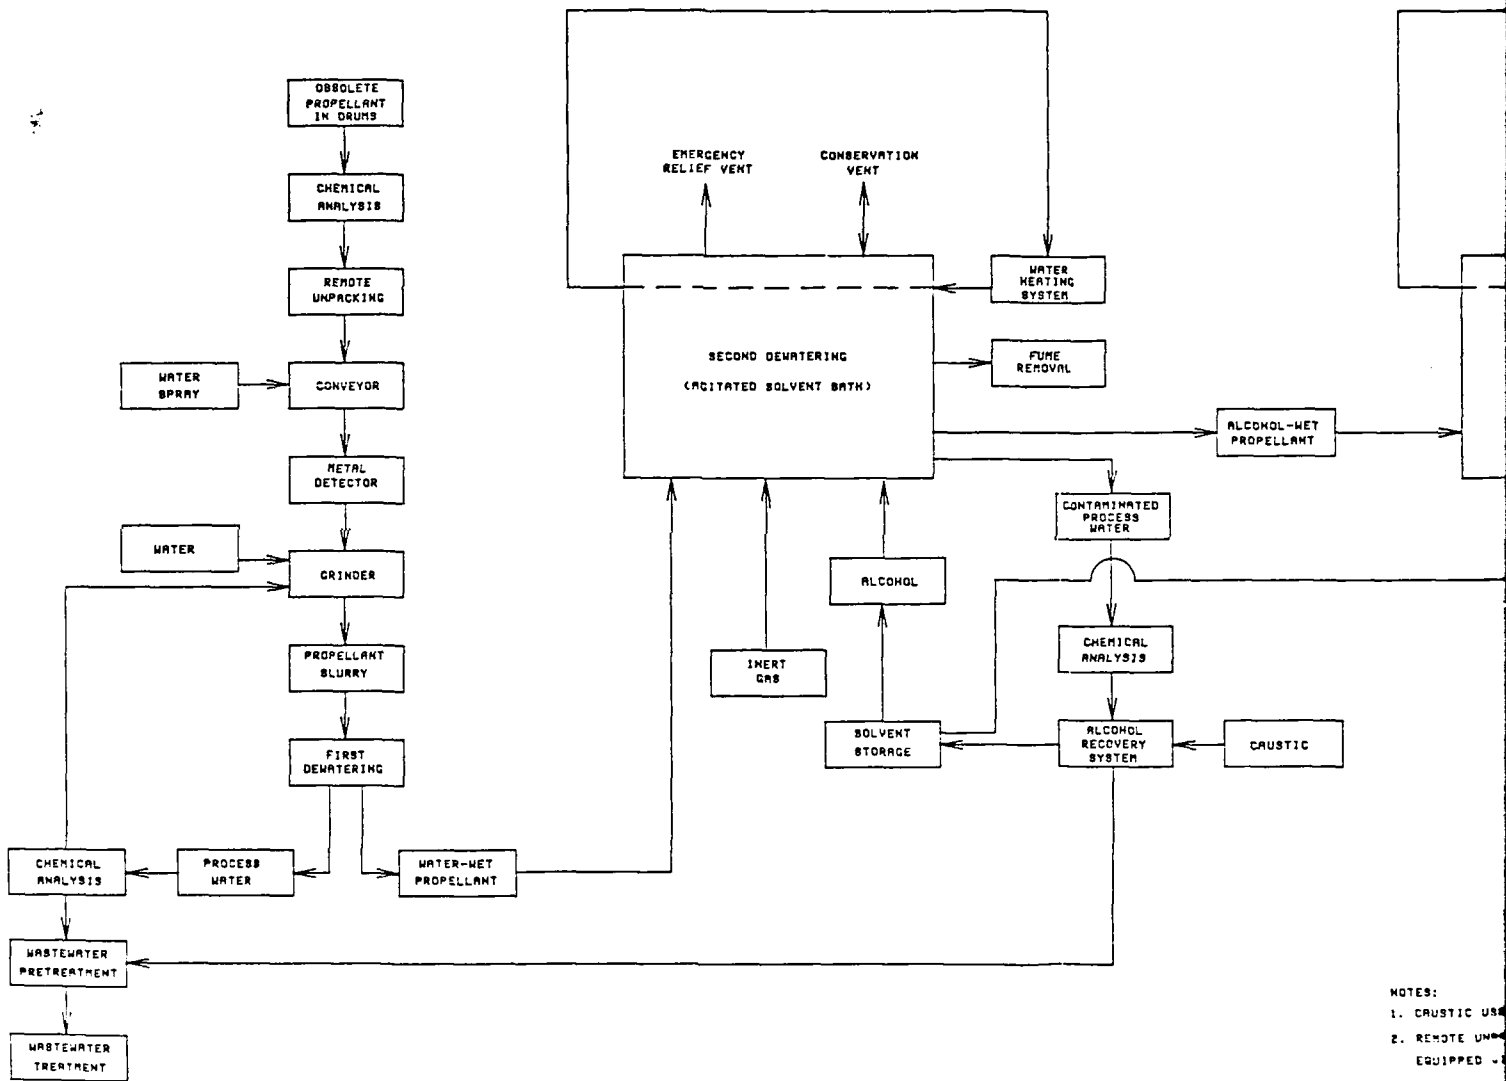 OBSOLETE
PROPELLANT
IN DRUMS
CHEMICAL
ANALYSIS
REMOTE
UNPACKING
WATER
SPRAY
CONVEYOR
METAL
DETECTOR
WATER
GRINDER
PROPELLANT
SLURRY
FIRST
DEWATERING
CHEMICAL
ANALYSIS
PROCESS
WATER
WATER-WET
PROPELLANT
WASTEWATER
PRETREATMENT
WASTEWATER
TREATMENT
EMERGENCY
RELIEF VENT
CONSERVATION
VENT
WATER
HEATING
SYSTEM
SECOND DEWATERING
(AGITATED SOLVENT BATH)
FUME
REMOVAL
ALCOHOL-WET
PROPELLANT
CONTAMINATED
PROCESS
WATER
ALCOHOL
INERT
GAS
CHEMICAL
ANALYSIS
SOLVENT
STORAGE
ALCOHOL
RECOVERY
SYSTEM
CAUSTIC
NOTES:
1. CAUSTIC
2. REMOTE
EQUIPPED